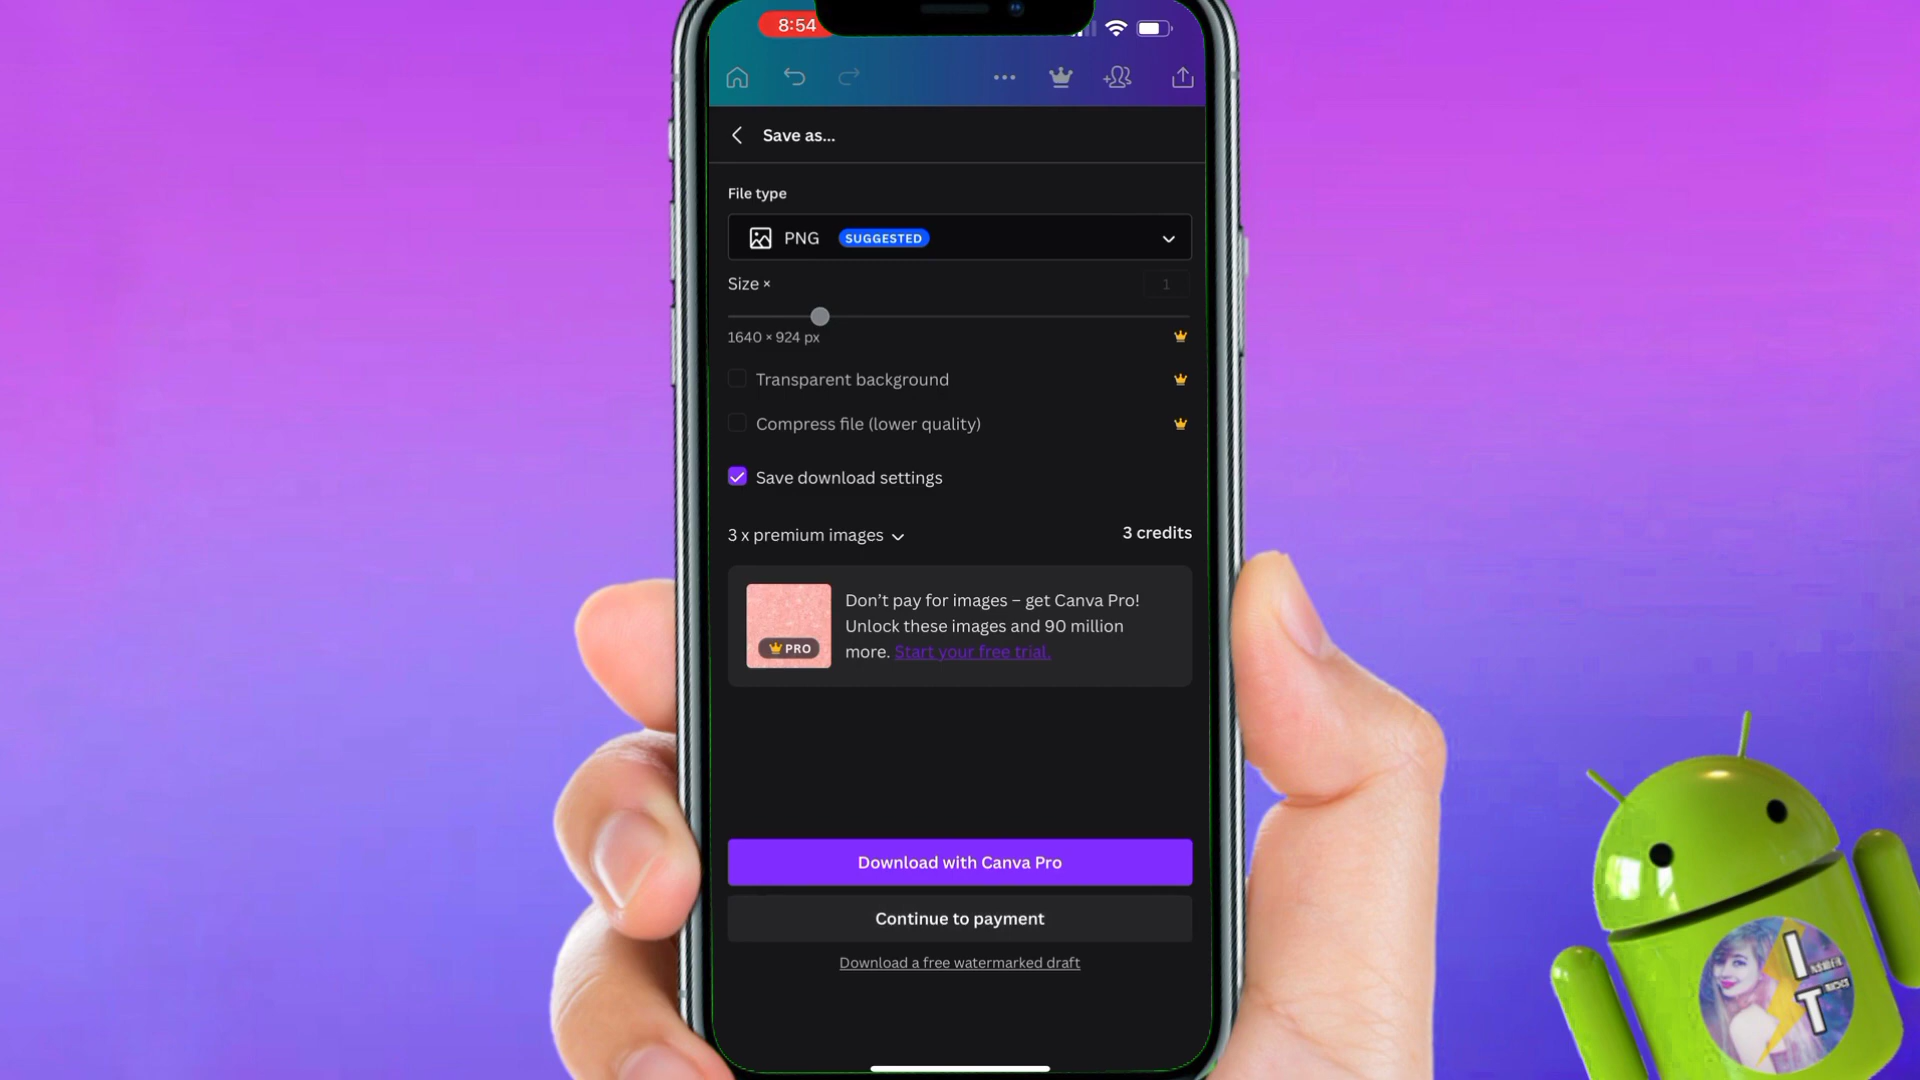 8:54
Save as...
File type
PNG SUGGESTED
Size × 1
1640 × 924 px
Transparent background
Compress file (lower quality)
Save download settings
3 x premium images 3 credits
Don't pay for images – get Canva Pro!
Unlock these images and 90 million
more. Start your free trial.
PRO
Download with Canva Pro
Continue to payment
Download a free watermarked draft
I
T